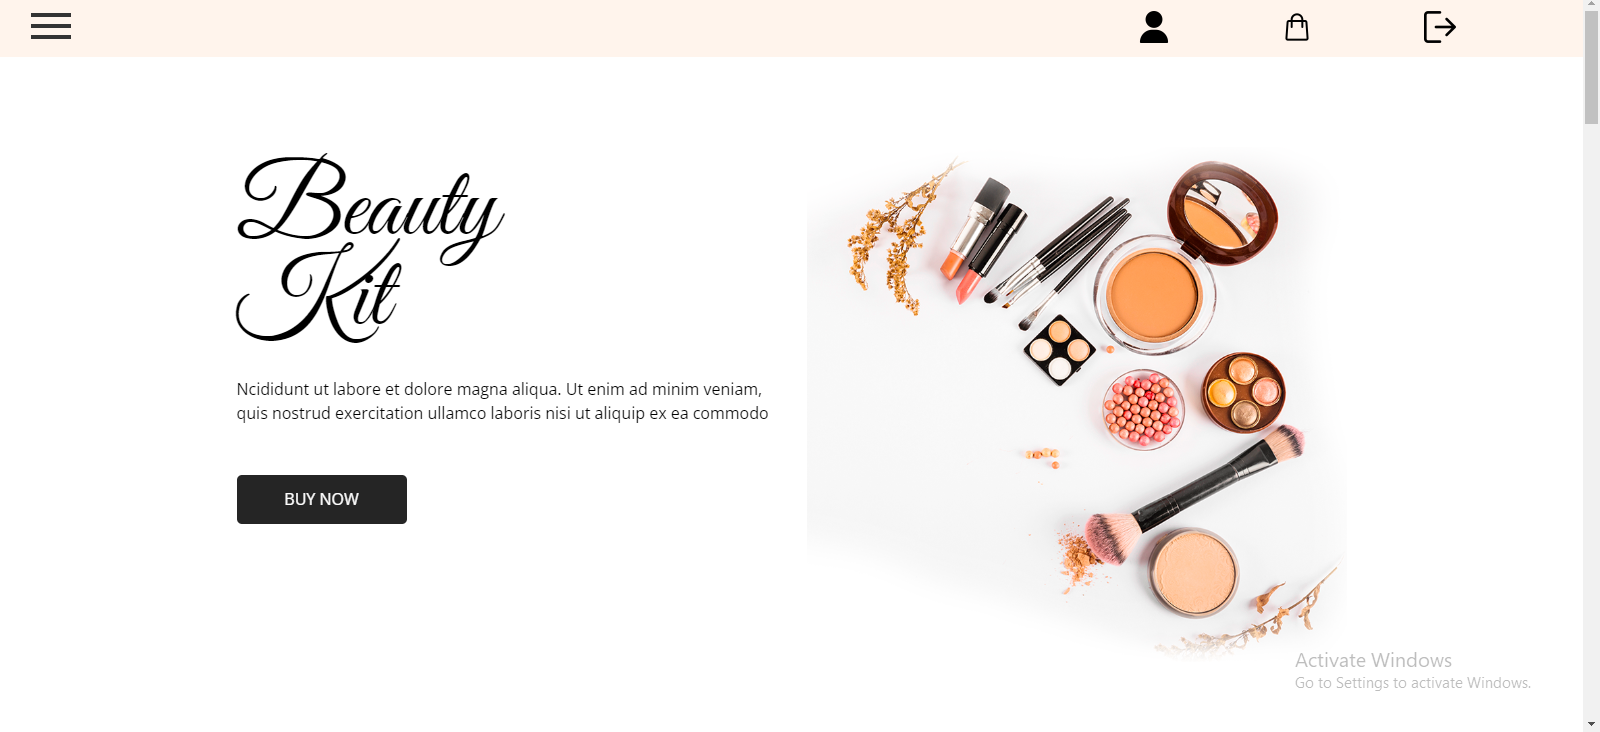 Beauty
Kit
Ncididunt ut labore et dolore magna aliqua. Ut enim ad minim veniam,
quis nostrud exercitation ullamco laboris nisi ut aliquip ex ea commodo
BUY NOW
Activate Windows
Go to Settings to activate Windows.